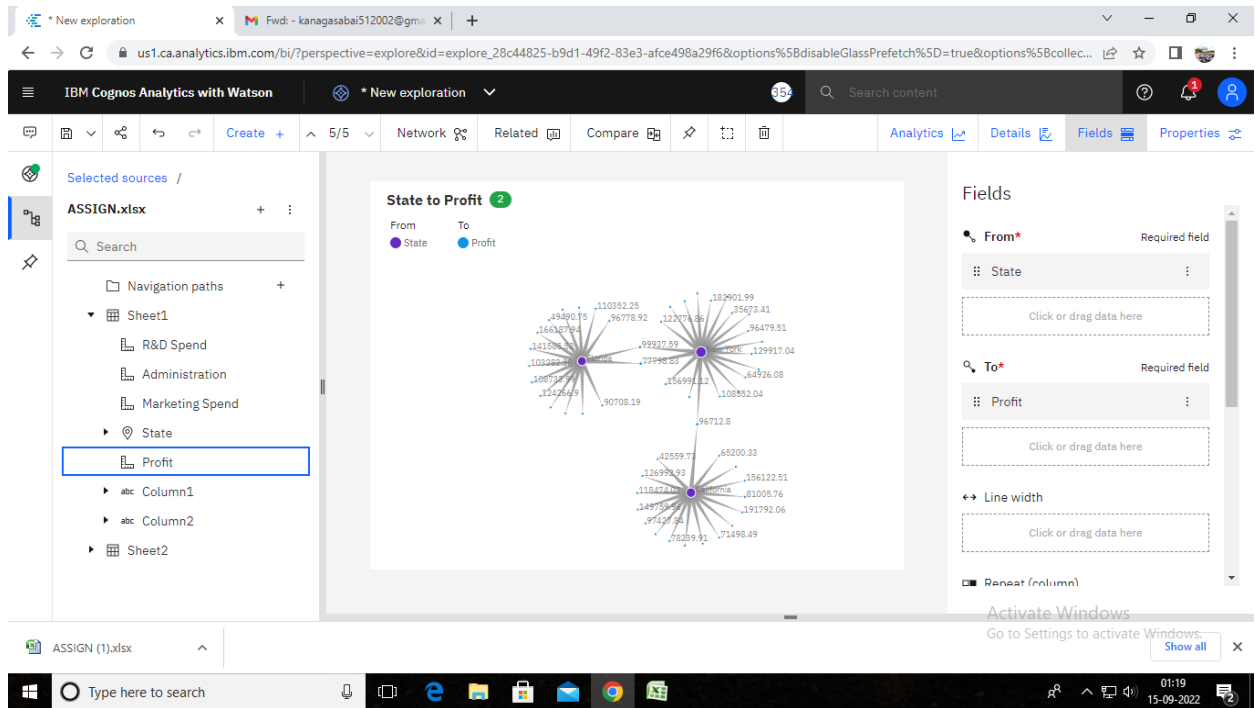 * New exploration
Fwd: - kanagasabai512002@gma
us1.ca.analytics.ibm.com/bi/?perspective=explore&id=explore_28c44825-b9d1-49f2-83e3-afce498a29f6&options%5BdisableGlassPrefetch%5D=true&options%5Bcollec...
IBM Cognos Analytics with Watson
* New exploration
354
Search content
1
Create +
5/5
Network
Related
Compare
Analytics
Details
Fields
Properties
Selected sources /
ASSIGN.xlsx
Search
Navigation paths
Sheet1
R&D Spend
Administration
Marketing Spend
State
Profit
abc Column1
abc Column2
Sheet2
State to Profit 2
From To
State Profit
110352.25
49490.75
96778.92
166187.94
141585.52
99937.59
77798.83
90708.19
182901.99
35673.41
122776.86
96479.51
129917.04
64926.08
156991.12
108552.04
96712.8
42559.73
65200.33
126992.93
156122.51
81005.76
191792.06
71498.49
78239.91
Fields
From*
Required field
State
Click or drag data here
To*
Required field
Profit
Click or drag data here
Line width
Click or drag data here
Repeat (column)
Activate Windows
Go to Settings to activate Windows.
ASSIGN (1).xlsx
Show all
Type here to search
01:19
15-09-2022
2